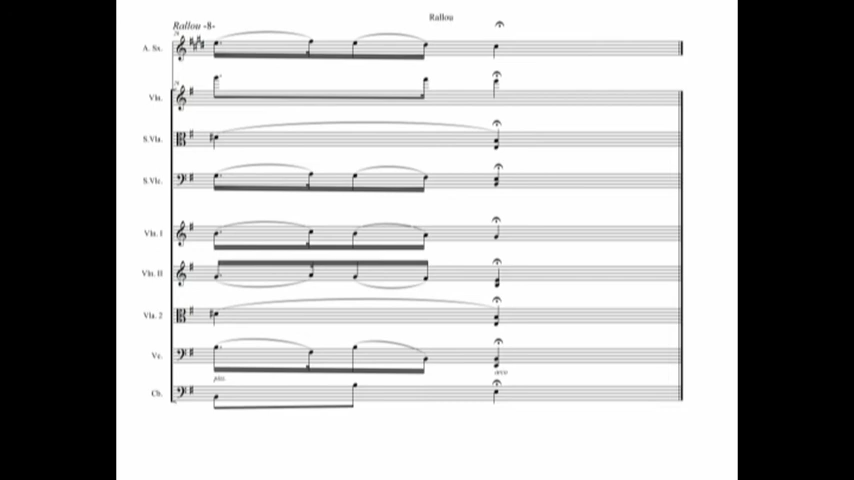 Rallou
Rallou -8-
A. Sx.
Vln.
S.Vla.
S.Vlc.
Vln. I
Vln. II
Vla. 2
Vc.
pizz.
arco
Cb.